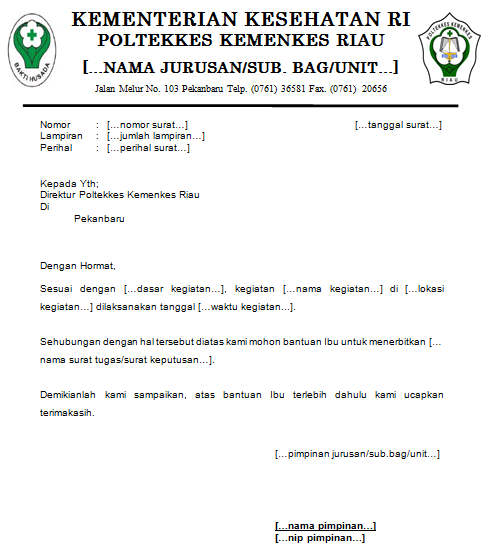 KEMENTERIAN KESEHATAN RI
POLTEKES KEMENKES RIAU
[...NAMA JURUSAN/SUB. BAG/UNIT...]
Jalan Melur No. 103 Pekanbaru Telp. (0761) 36581 Fax. (0761) 20656
BAKTI HUSADA
POLTEKKES KEMENKES
RIAU
Nomor : [...nomor surat...] [...tanggal surat...]
Lampiran : [...jumlah lampiran...]
Perihal : [...perihal surat...]
Kepada Yth;
Direktur Poltekkes Kemenkes Riau
Di
Pekanbaru
Dengan Hormat,
Sesuai dengan [...dasar kegiatan...], kegiatan [...nama kegiatan...] di [...lokasi
kegiatan...] dilaksanakan tanggal [...waktu kegiatan...].
Sehubungan dengan hal tersebut diatas kami mohon bantuan Ibu untuk menerbitkan [...
nama surat tugas/surat keputusan...].
Demikianlah kami sampaikan, atas bantuan Ibu terlebih dahulu kami ucapkan
terimakasih.
[...pimpinan jurusan/sub.bag/unit...]
[...nama pimpinan...]
[...nip pimpinan...]